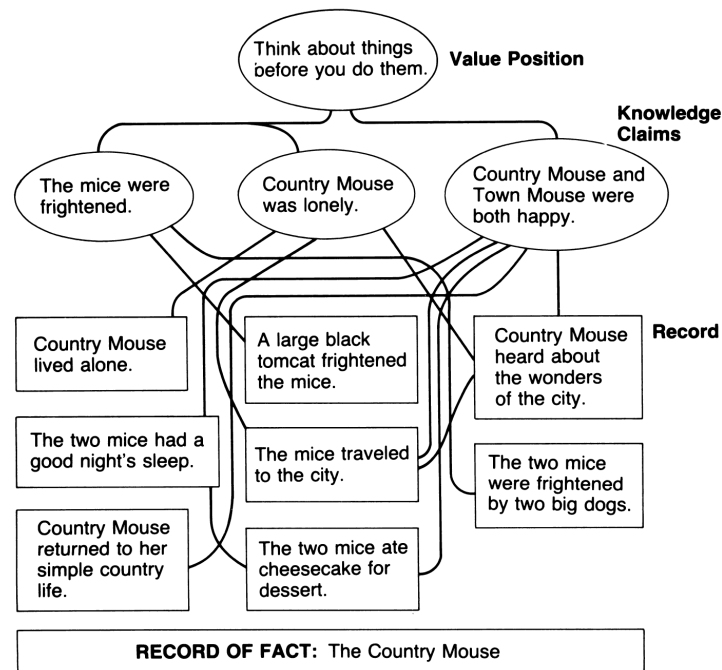 Think about things
before you do them.
Value Position
Knowledge
Claims
The mice were
frightened.
Country Mouse
was lonely.
Country Mouse and
Town Mouse were
both happy.
Country Mouse
lived alone.
A large black
tomcat frightened
the mice.
Country Mouse
heard about
the wonders
of the city.
Record
The two mice had a
good night's sleep.
The mice traveled
to the city.
The two mice
were frightened
by two big dogs.
Country Mouse
returned to her
simple country
life.
The two mice ate
cheesecake for
dessert.
RECORD OF FACT: The Country Mouse